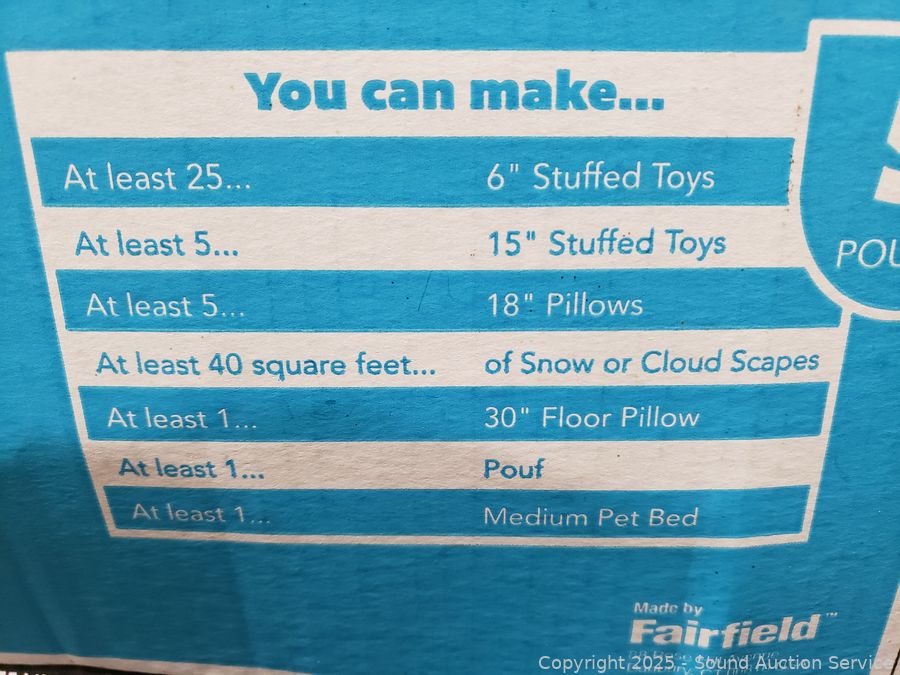 You can make...
At least 25... 6" Stuffed Toys
At least 5... 15" Stuffed Toys
At least 5... 18" Pillows
At least 40 square feet... of Snow or Cloud Scapes
At least 1... 30" Floor Pillow
At least 1... Pouf
At least 1... Medium Pet Bed
Made by
Fairfield™
Copyright 2025 - Sound Auction Service